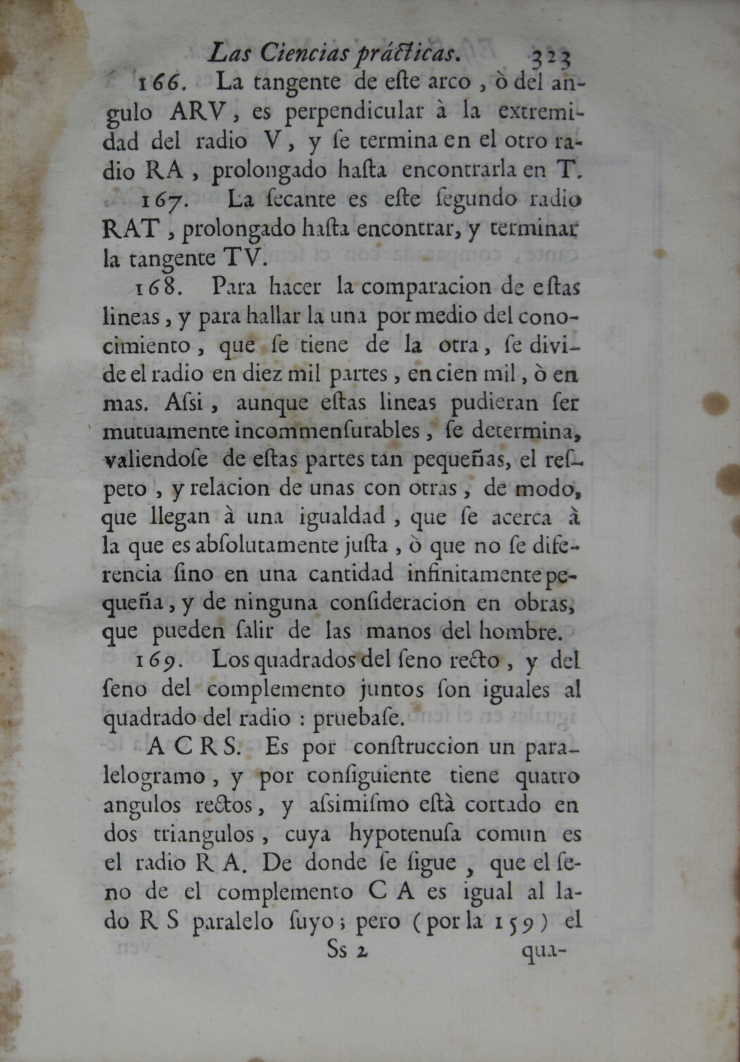 Las Ciencias prácticas. 323
166. La tangente de eſte arco , ò del an-
gulo ARV , es perpendicular à la extremi-
dad del radio V , y ſe termina en el otro ra-
dio RA , prolongado haſta encontrarla en T.
167. La ſecante es eſte ſegundo radio
RAT , prolongado haſta encontrar, y terminar
la tangente TV.
168. Para hacer la comparacion de eſtas
lineas , y para hallar la una por medio del cono-
cimiento , que ſe tiene de la otra , ſe divi-
de el radio en diez mil partes , en cien mil , ò en
mas. Aſsi , aunque eſtas lineas pudieran ſer
mutuamente incommenſurables , ſe determina,
valiendoſe de eſtas partes tan pequeñas, el reſ-
peto , y relacion de unas con otras , de modo,
que llegan à una igualdad , que ſe acerca à
la que es abſolutamente juſta , ò que no ſe dife-
rencia ſino en una cantidad infinitamente pe-
queña , y de ninguna conſideracion en obras,
que pueden ſalir de las manos del hombre.
169. Los quadrados del ſeno recto , y del
ſeno del complemento juntos ſon iguales al
quadrado del radio : pruebaſe.
A C R S. Es por conſtruccion un para-
lelogramo , y por conſiguiente tiene quatro
angulos rectos , y aſsimiſmo eſtà cortado en
dos triangulos , cuya hypotenuſa comun es
el radio R A. De donde ſe ſigue , que el ſe-
no de el complemento C A es igual al la-
do R S paralelo ſuyo ; pero ( por la 159 ) el
Ss 2 qua-